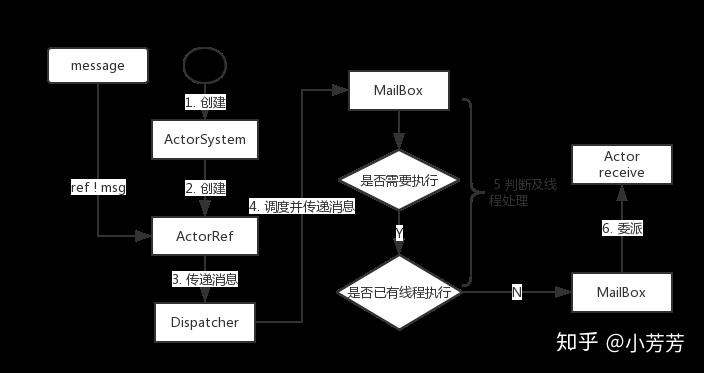 message
1. 创建
ActorSystem
ref ! msg
2. 创建
ActorRef
3. 传递消息
Dispatcher
4. 调度并传递消息
MailBox
是否需要执行
Y
是否已有线程执行
5 判断及线
程处理
N
MailBox
6. 委派
Actor
receive
知乎 @小芳芳